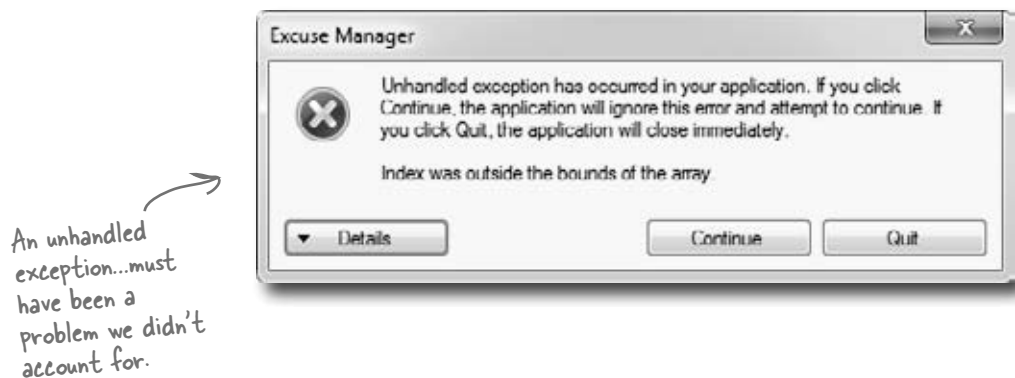 Excuse Manager
Unhandled exception has occurred in your application. If you click
Continue, the application will ignore this error and attempt to continue. If
you click Quit, the application will close immediately.
Index was outside the bounds of the array.
Details
Continue
Quit
An unhandled
exception...must
have been a
problem we didn't
account for.